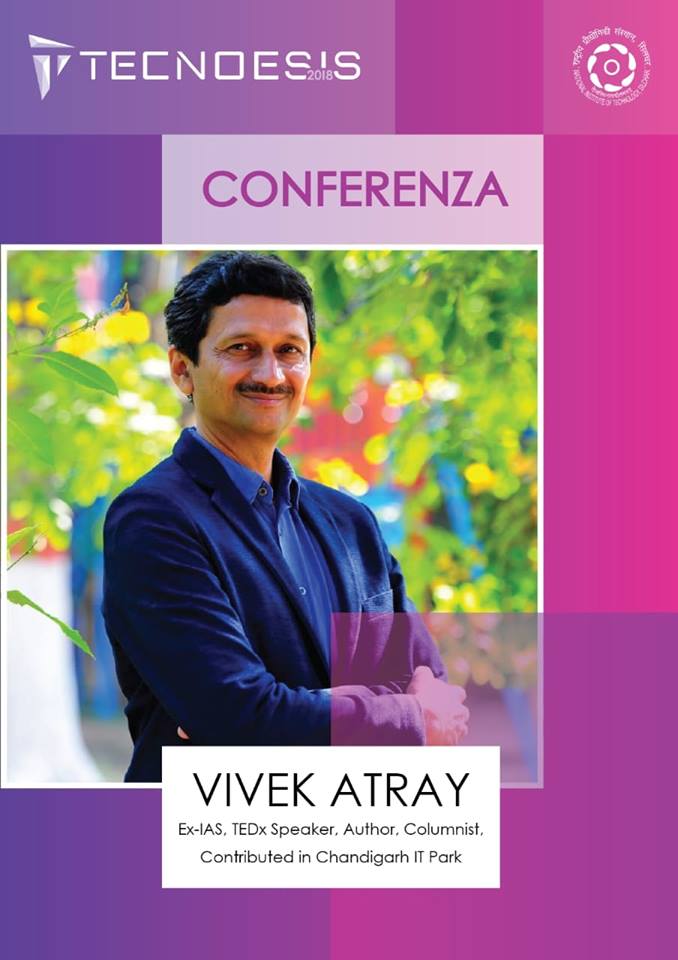 TECNOESIS
2018
राष्ट्रीय प्रौद्योगिकी संस्थान, सिलचर
NATIONAL INSTITUTE OF TECHNOLOGY, SILCHAR
CONFERENZA
VIVEK ATRAY
Ex-IAS, TEDx Speaker, Author, Columnist,
Contributed in Chandigarh IT Park